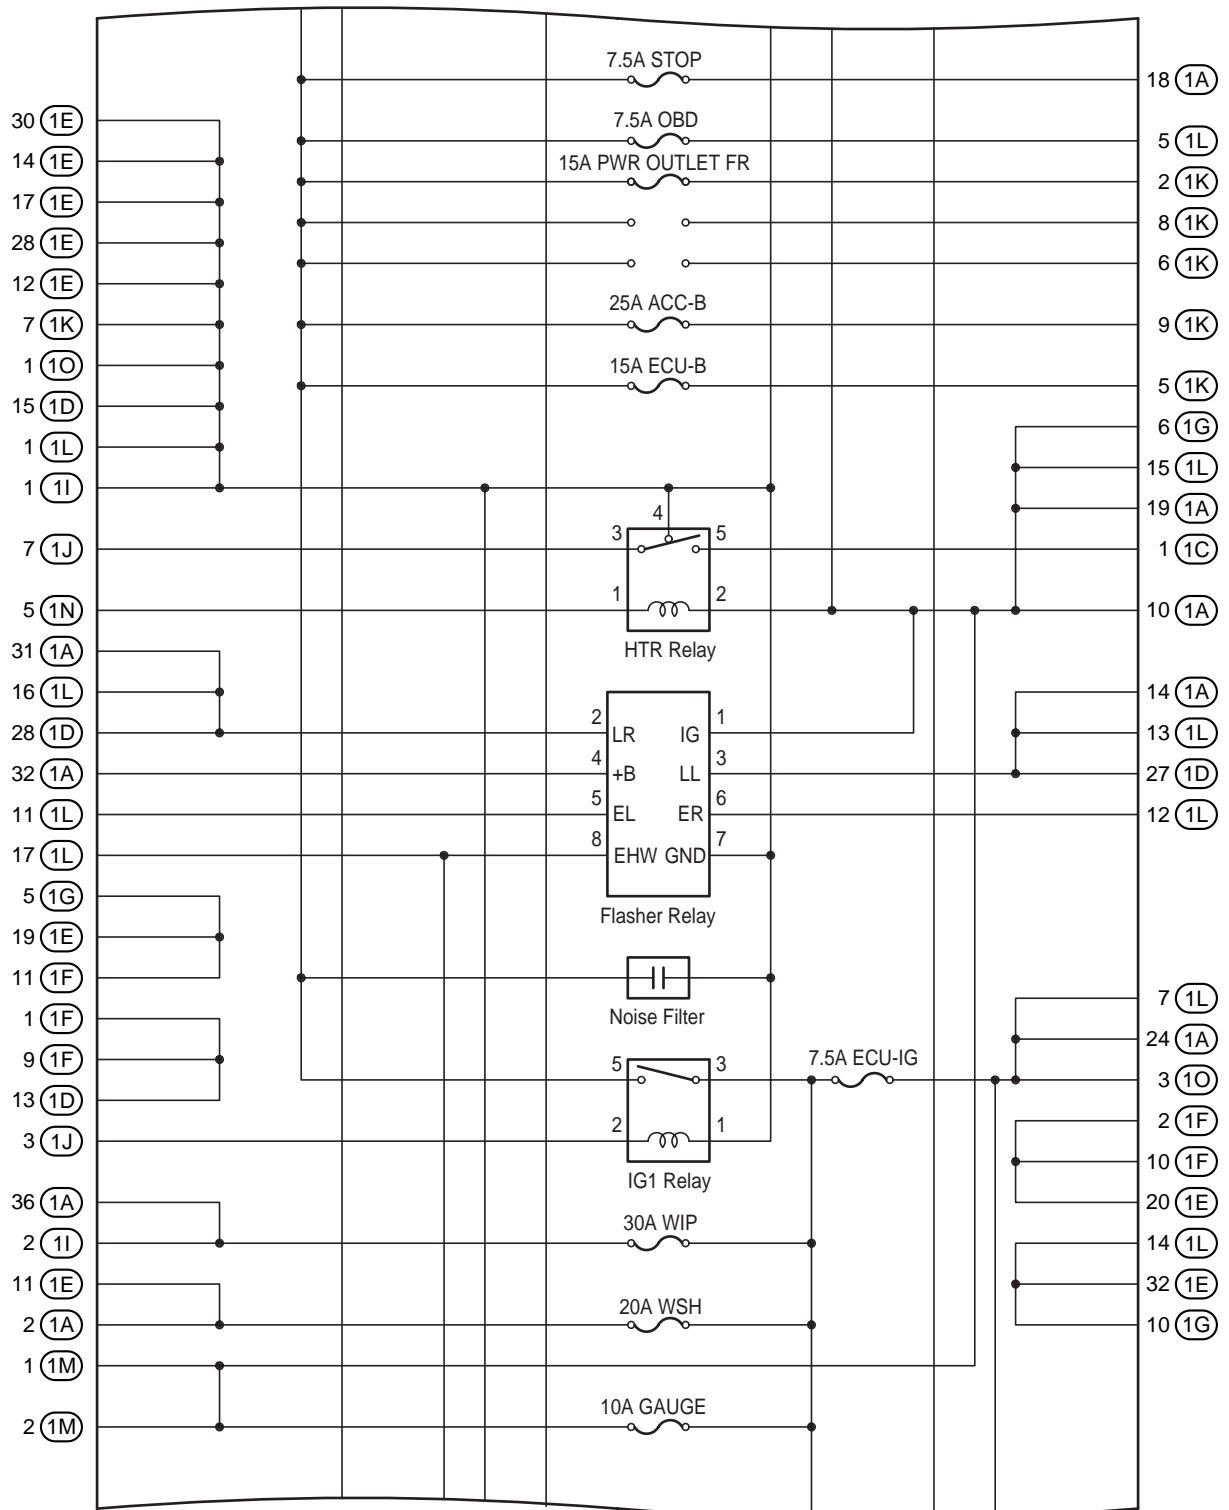 7.5A STOP
18 1A
30 1E
7.5A OBD
5 1L
14 1E
15A PWR OUTLET FR
2 1K
17 1E
8 1K
28 1E
6 1K
12 1E
25A ACC-B
7 1K
9 1K
1 1O
15A ECU-B
5 1K
15 1D
6 1G
1 1L
15 1L
1 1I
4
19 1A
7 1J
3
5
1 1C
5 1N
1
2
10 1A
HTR Relay
31 1A
16 1L
14 1A
28 1D
2
LR
IG
1
13 1L
32 1A
4
+B
LL
3
27 1D
11 1L
5
EL
ER
6
12 1L
17 1L
8
EHW
GND
7
5 1G
Flasher Relay
19 1E
11 1F
7 1L
1 1F
Noise Filter
24 1A
9 1F
5
3
7.5A ECU-IG
3 1O
13 1D
2 1F
3 1J
2
1
10 1F
IG1 Relay
36 1A
20 1E
30A WIP
2 1I
14 1L
11 1E
32 1E
20A WSH
2 1A
10 1G
1 1M
10A GAUGE
2 1M